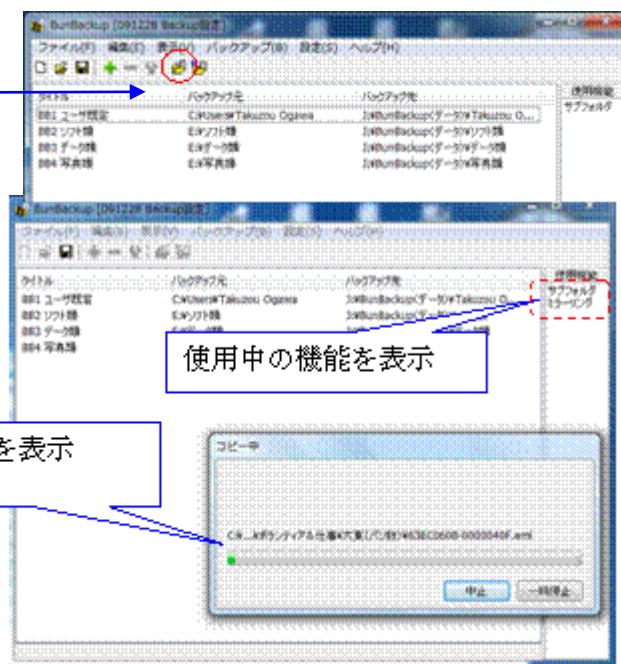 BunBackup [091228 Backup設定]
ファイル(F) 編集(E) 表示(V) バックアップ(B) 設定(S) ヘルプ(H)
タイトル バックアップ元 バックアップ先 使用機能
001 ユーザ既定 C:¥Users¥Takuzou Ogawa J:¥BunBackup(データ)¥Takuzou O... サブフォルダ
002 ソフト類 E:¥ソフト類 J:¥BunBackup(データ)¥ソフト類
003 データ類 E:¥データ類 J:¥BunBackup(データ)¥データ類
004 写真類 E:¥写真類 J:¥BunBackup(データ)¥写真類
BunBackup [091228 Backup設定]
ファイル(F) 編集(E) 表示(V) バックアップ(B) 設定(S) ヘルプ(H)
タイトル バックアップ元 バックアップ先 使用機能
001 ユーザ既定 C:¥Users¥Takuzou Ogawa J:¥BunBackup(データ)¥Takuzou O... サブフォルダ
ミラーリング
002 ソフト類 E:¥ソフト類
003 データ類
004 写真類
使用中の機能を表示
を表示
コピー中
中止 一時停止